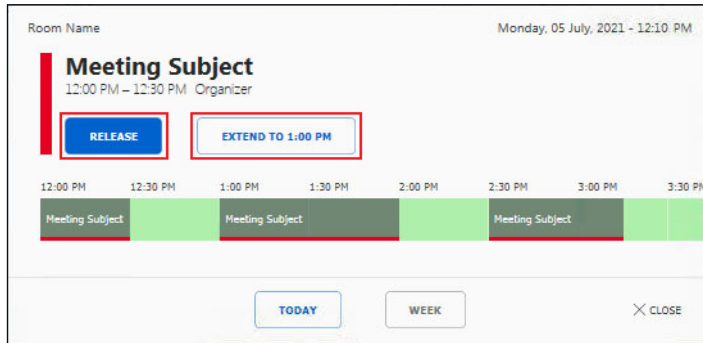 Room Name Monday, 05 July, 2021 - 12:10 PM
Meeting Subject
12:00 PM – 12:30 PM Organizer
RELEASE EXTEND TO 1:00 PM
12:00 PM 12:30 PM 1:00 PM 1:30 PM 2:00 PM 2:30 PM 3:00 PM 3:30 PM
Meeting Subject Meeting Subject Meeting Subject
TODAY WEEK CLOSE